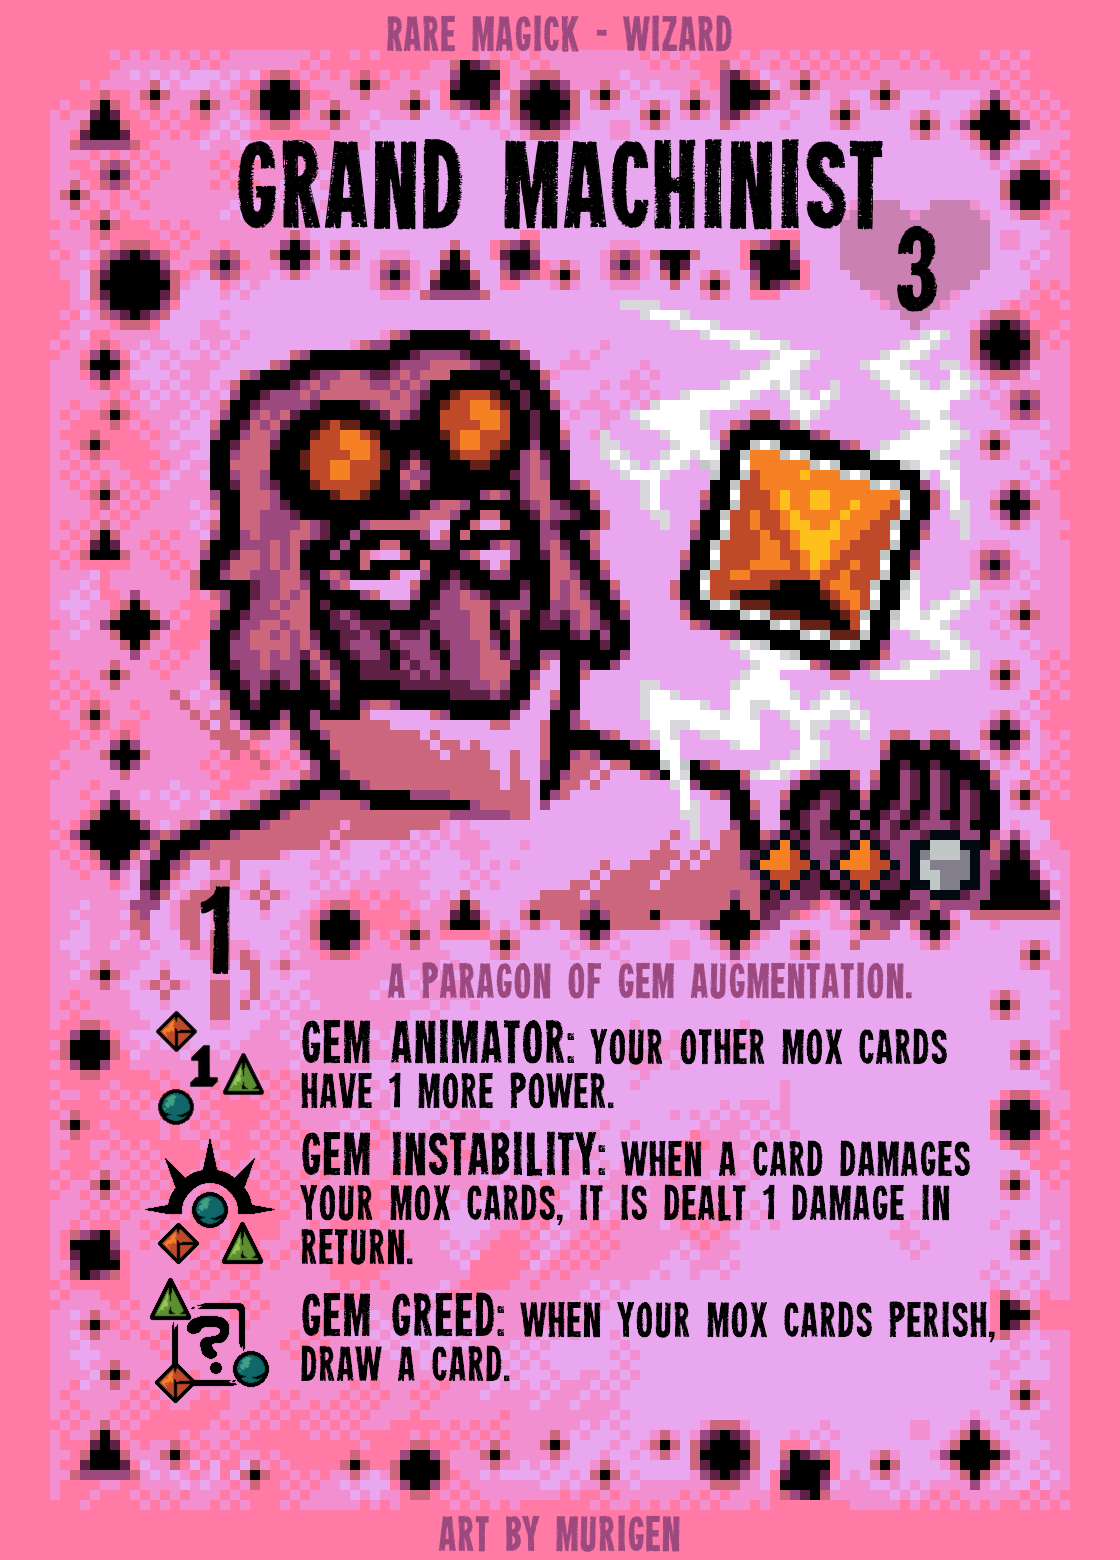 RARE MAGICK - WIZARD
GRAND MACHINIST
3
1
A PARAGON OF GEM AUGMENTATION.
1
GEM ANIMATOR: YOUR OTHER MOX CARDS
HAVE 1 MORE POWER.
GEM INSTABILITY: WHEN A CARD DAMAGES
YOUR MOX CARDS, IT IS DEALT 1 DAMAGE IN
RETURN.
?
GEM GREED: WHEN YOUR MOX CARDS PERISH,
DRAW A CARD.
ART BY MURIGEN